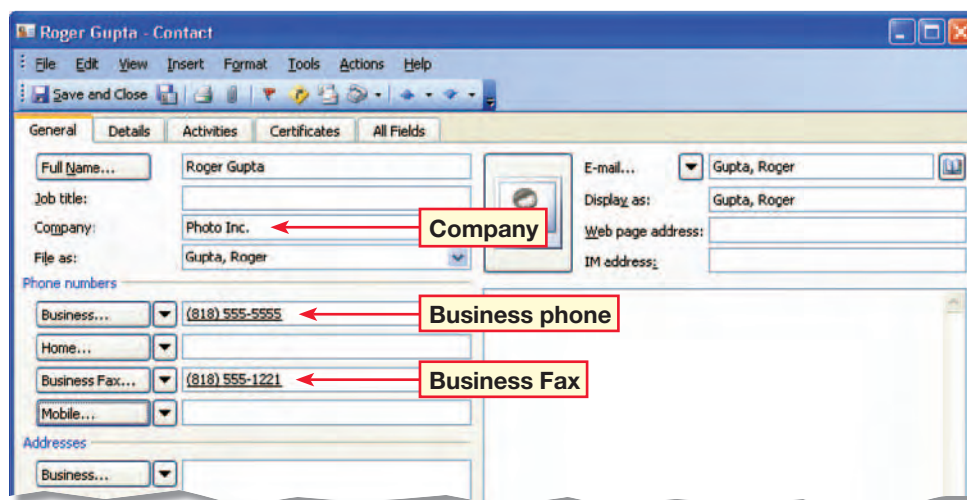 Roger Gupta - Contact
File Edit View Insert Format Tools Actions Help
Save and Close
General Details Activities Certificates All Fields
Full Name... Roger Gupta E-mail... Gupta, Roger
Job title: Display as: Gupta, Roger
Company: Photo Inc. Company Web page address:
File as: Gupta, Roger IM address:
Phone numbers
Business... (818) 555-5555 Business phone
Home...
Business Fax... (818) 555-1221 Business Fax
Mobile...
Addresses
Business...